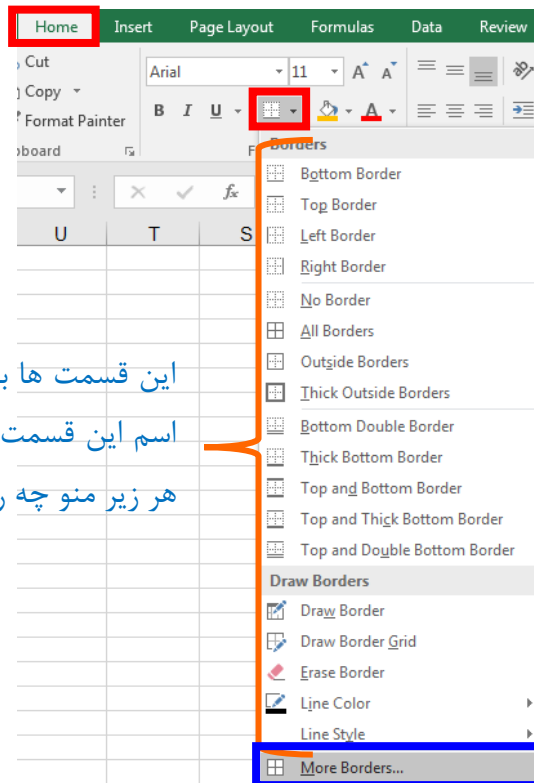 Home Insert Page Layout Formulas Data Review
Cut
Arial 11 A A
Copy
B I U A
Format Painter
fx
U T S
Borders
Bottom Border
Top Border
Left Border
Right Border
No Border
All Borders
Outside Borders
Thick Outside Borders
Bottom Double Border
Thick Bottom Border
Top and Bottom Border
Top and Thick Bottom Border
Top and Double Bottom Border
Draw Borders
Draw Border
Draw Border Grid
Erase Border
Line Color
Line Style
More Borders...
این قسمت ها
اسم این قسمت
هر زیر منو چه